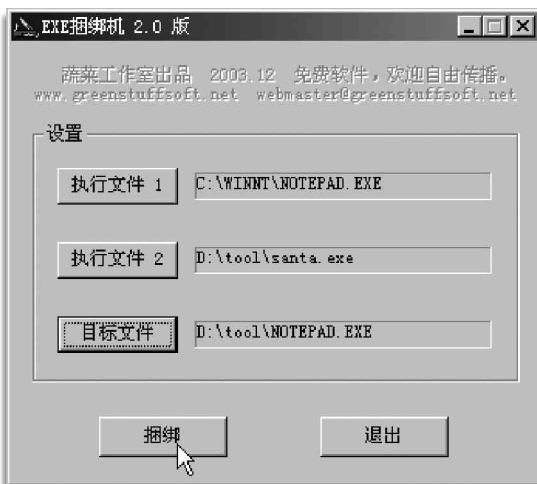 EXE捆绑机 2.0 版
蔬菜工作室出品 2003.12 免费软件，欢迎自由传播。
www.greenstuffsoft.net webmaster@greenstuffsoft.net
设置
执行文件 1 C:\WINNT\NOTEPAD.EXE
执行文件 2 D:\tool\santa.exe
目标文件 D:\tool\NOTEPAD.EXE
捆绑 退出